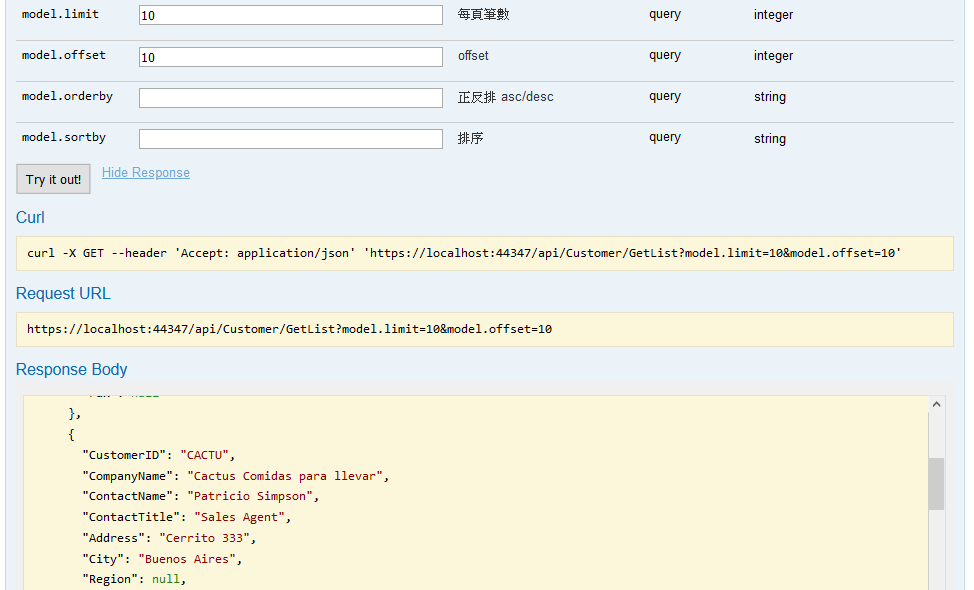 model.limit 10 每頁筆數 query integer
model.offset 10 offset query integer
model.orderby 正反排 asc/desc query string
model.sortby 排序 query string
Try it out! Hide Response
Curl
curl -X GET --header 'Accept: application/json' 'https://localhost:44347/api/Customer/GetList?model.limit=10&model.offset=10'
Request URL
https://localhost:44347/api/Customer/GetList?model.limit=10&model.offset=10
Response Body
},
{
"CustomerID": "CACTU",
"CompanyName": "Cactus Comidas para llevar",
"ContactName": "Patricio Simpson",
"ContactTitle": "Sales Agent",
"Address": "Cerrito 333",
"City": "Buenos Aires",
"Region": null,